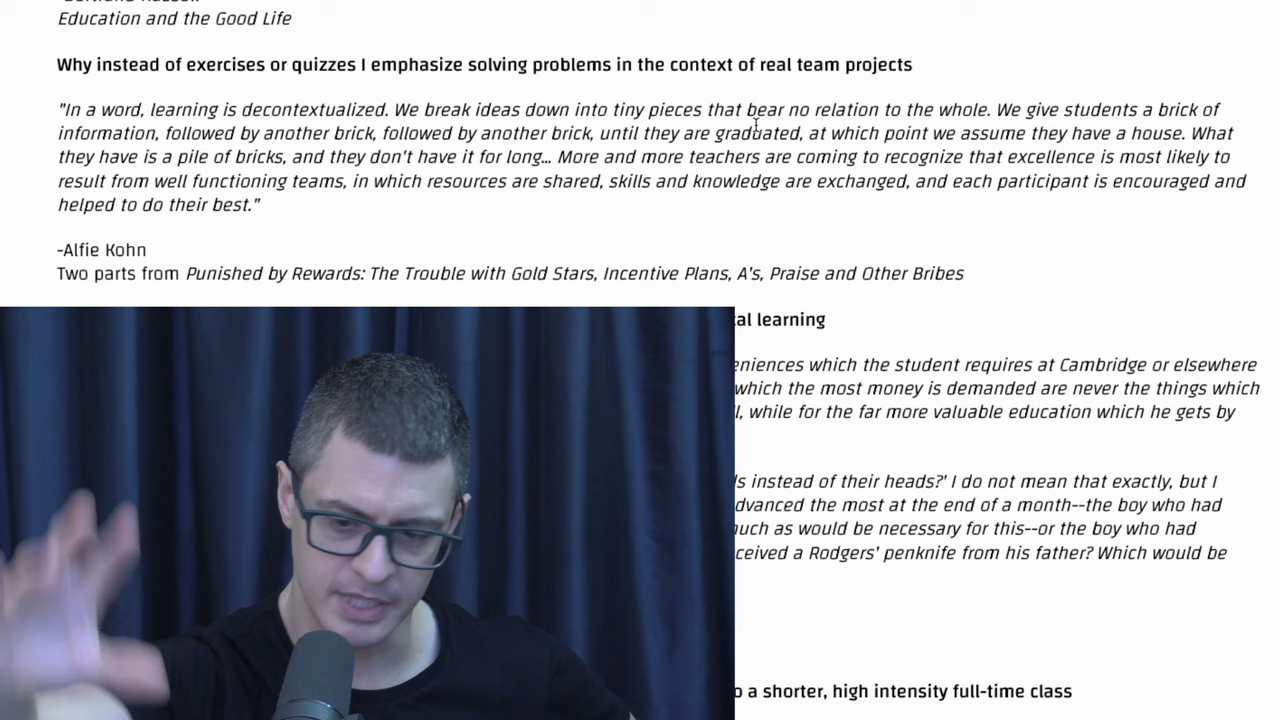 Education and the Good Life
Why instead of exercises or quizzes I emphasize solving problems in the context of real team projects
"In a word, learning is decontextualized. We break ideas down into tiny pieces that bear no relation to the whole. We give students a brick of
information, followed by another brick, followed by another brick, until they are graduated, at which point we assume they have a house. What
they have is a pile of bricks, and they don't have it for long... More and more teachers are coming to recognize that excellence is most likely to
result from well functioning teams, in which resources are shared, skills and knowledge are exchanged, and each participant is encouraged and
helped to do their best."
-Alfie Kohn
Two parts from Punished by Rewards: The Trouble with Gold Stars, Incentive Plans, A's, Praise and Other Bribes
learning
which the student requires at Cambridge or elsewhere
which the most money is demanded are never the things which
, while for the far more valuable education which he gets by
instead of their heads?' I do not mean that exactly, but I
the most at the end of a month--the boy who had
as would be necessary for this--or the boy who had
a Rodgers' penknife from his father? Which would be
a shorter, high intensity full-time class